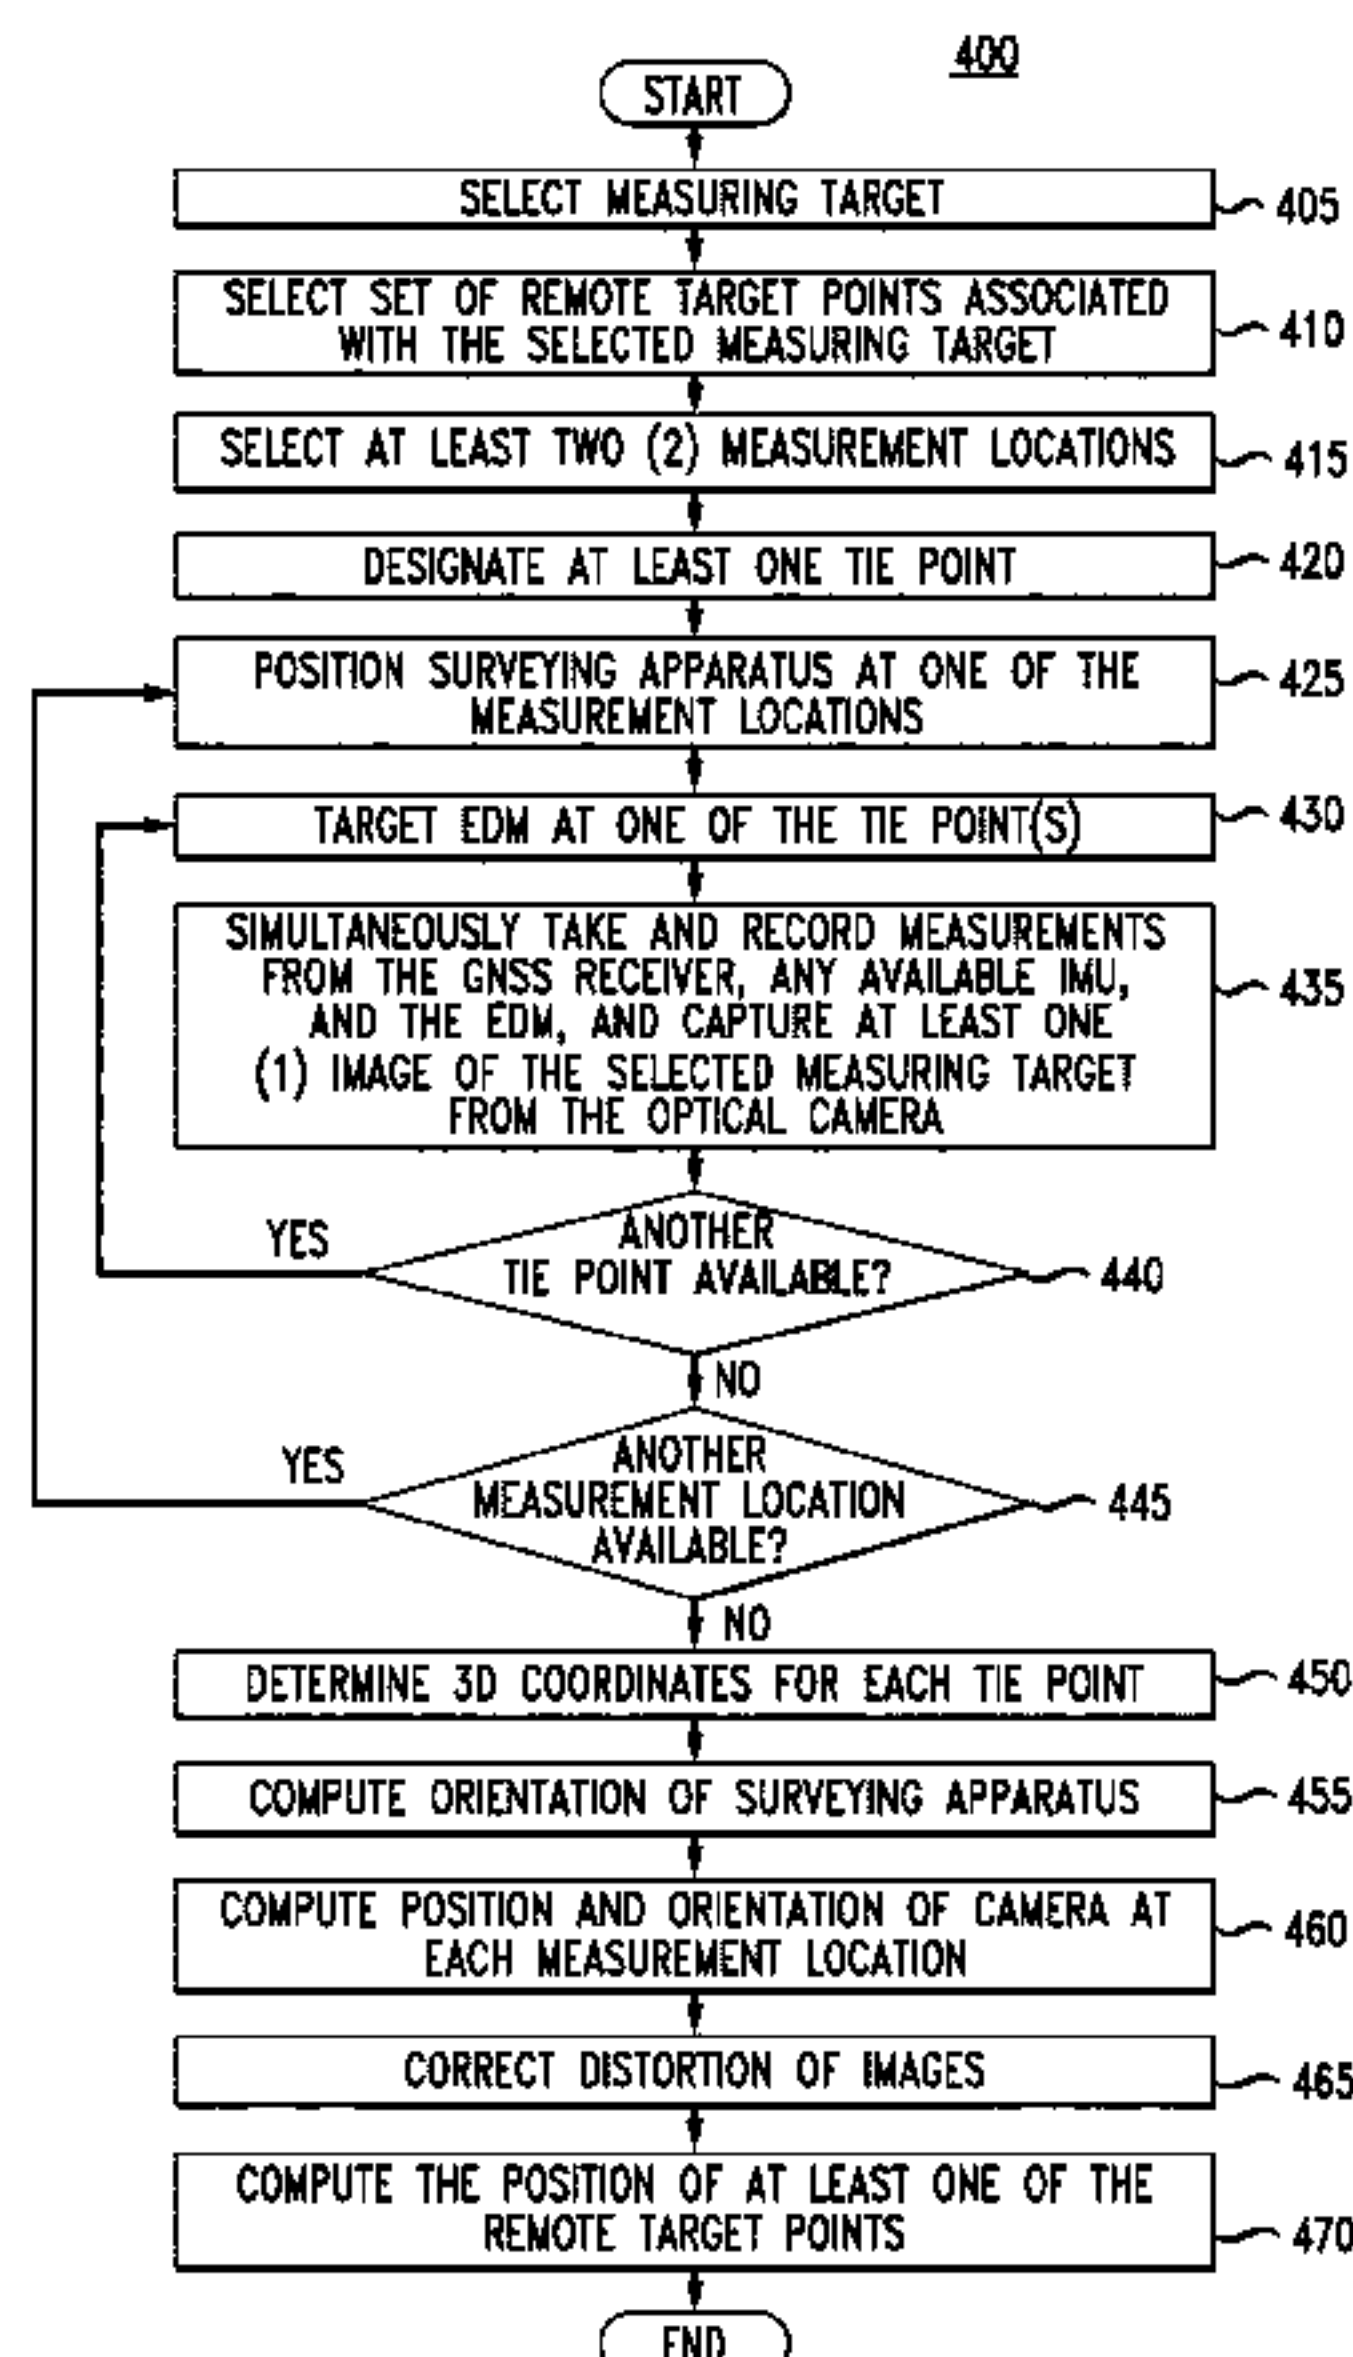 400
START
SELECT MEASURING TARGET
405
SELECT SET OF REMOTE TARGET POINTS ASSOCIATED
WITH THE SELECTED MEASURING TARGET
410
SELECT AT LEAST TWO (2) MEASUREMENT LOCATIONS
415
DESIGNATE AT LEAST ONE TIE POINT
420
POSITION SURVEYING APPARATUS AT ONE OF THE
MEASUREMENT LOCATIONS
425
TARGET EDM AT ONE OF THE TIE POINT(S)
430
SIMULTANEOUSLY TAKE AND RECORD MEASUREMENTS
FROM THE GNSS RECEIVER, ANY AVAILABLE IMU,
AND THE EDM, AND CAPTURE AT LEAST ONE
(1) IMAGE OF THE SELECTED MEASURING TARGET
FROM THE OPTICAL CAMERA
435
YES
ANOTHER
TIE POINT AVAILABLE?
440
NO
YES
ANOTHER
MEASUREMENT LOCATION
AVAILABLE?
445
NO
DETERMINE 3D COORDINATES FOR EACH TIE POINT
450
COMPUTE ORIENTATION OF SURVEYING APPARATUS
455
COMPUTE POSITION AND ORIENTATION OF CAMERA AT
EACH MEASUREMENT LOCATION
460
CORRECT DISTORTION OF IMAGES
465
COMPUTE THE POSITION OF AT LEAST ONE OF THE
REMOTE TARGET POINTS
470
END